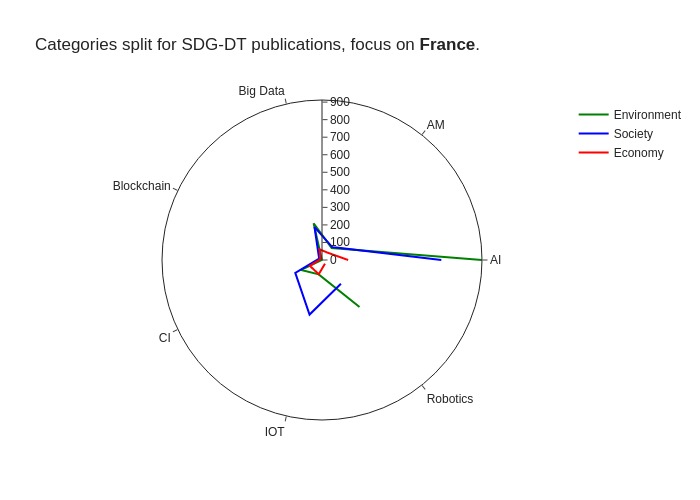 Categories split for SDG-DT publications, focus on France.
Big Data
AM
Blockchain
AI
CI
Robotics
IOT
900
800
700
600
500
400
300
200
100
0
Environment
Society
Economy